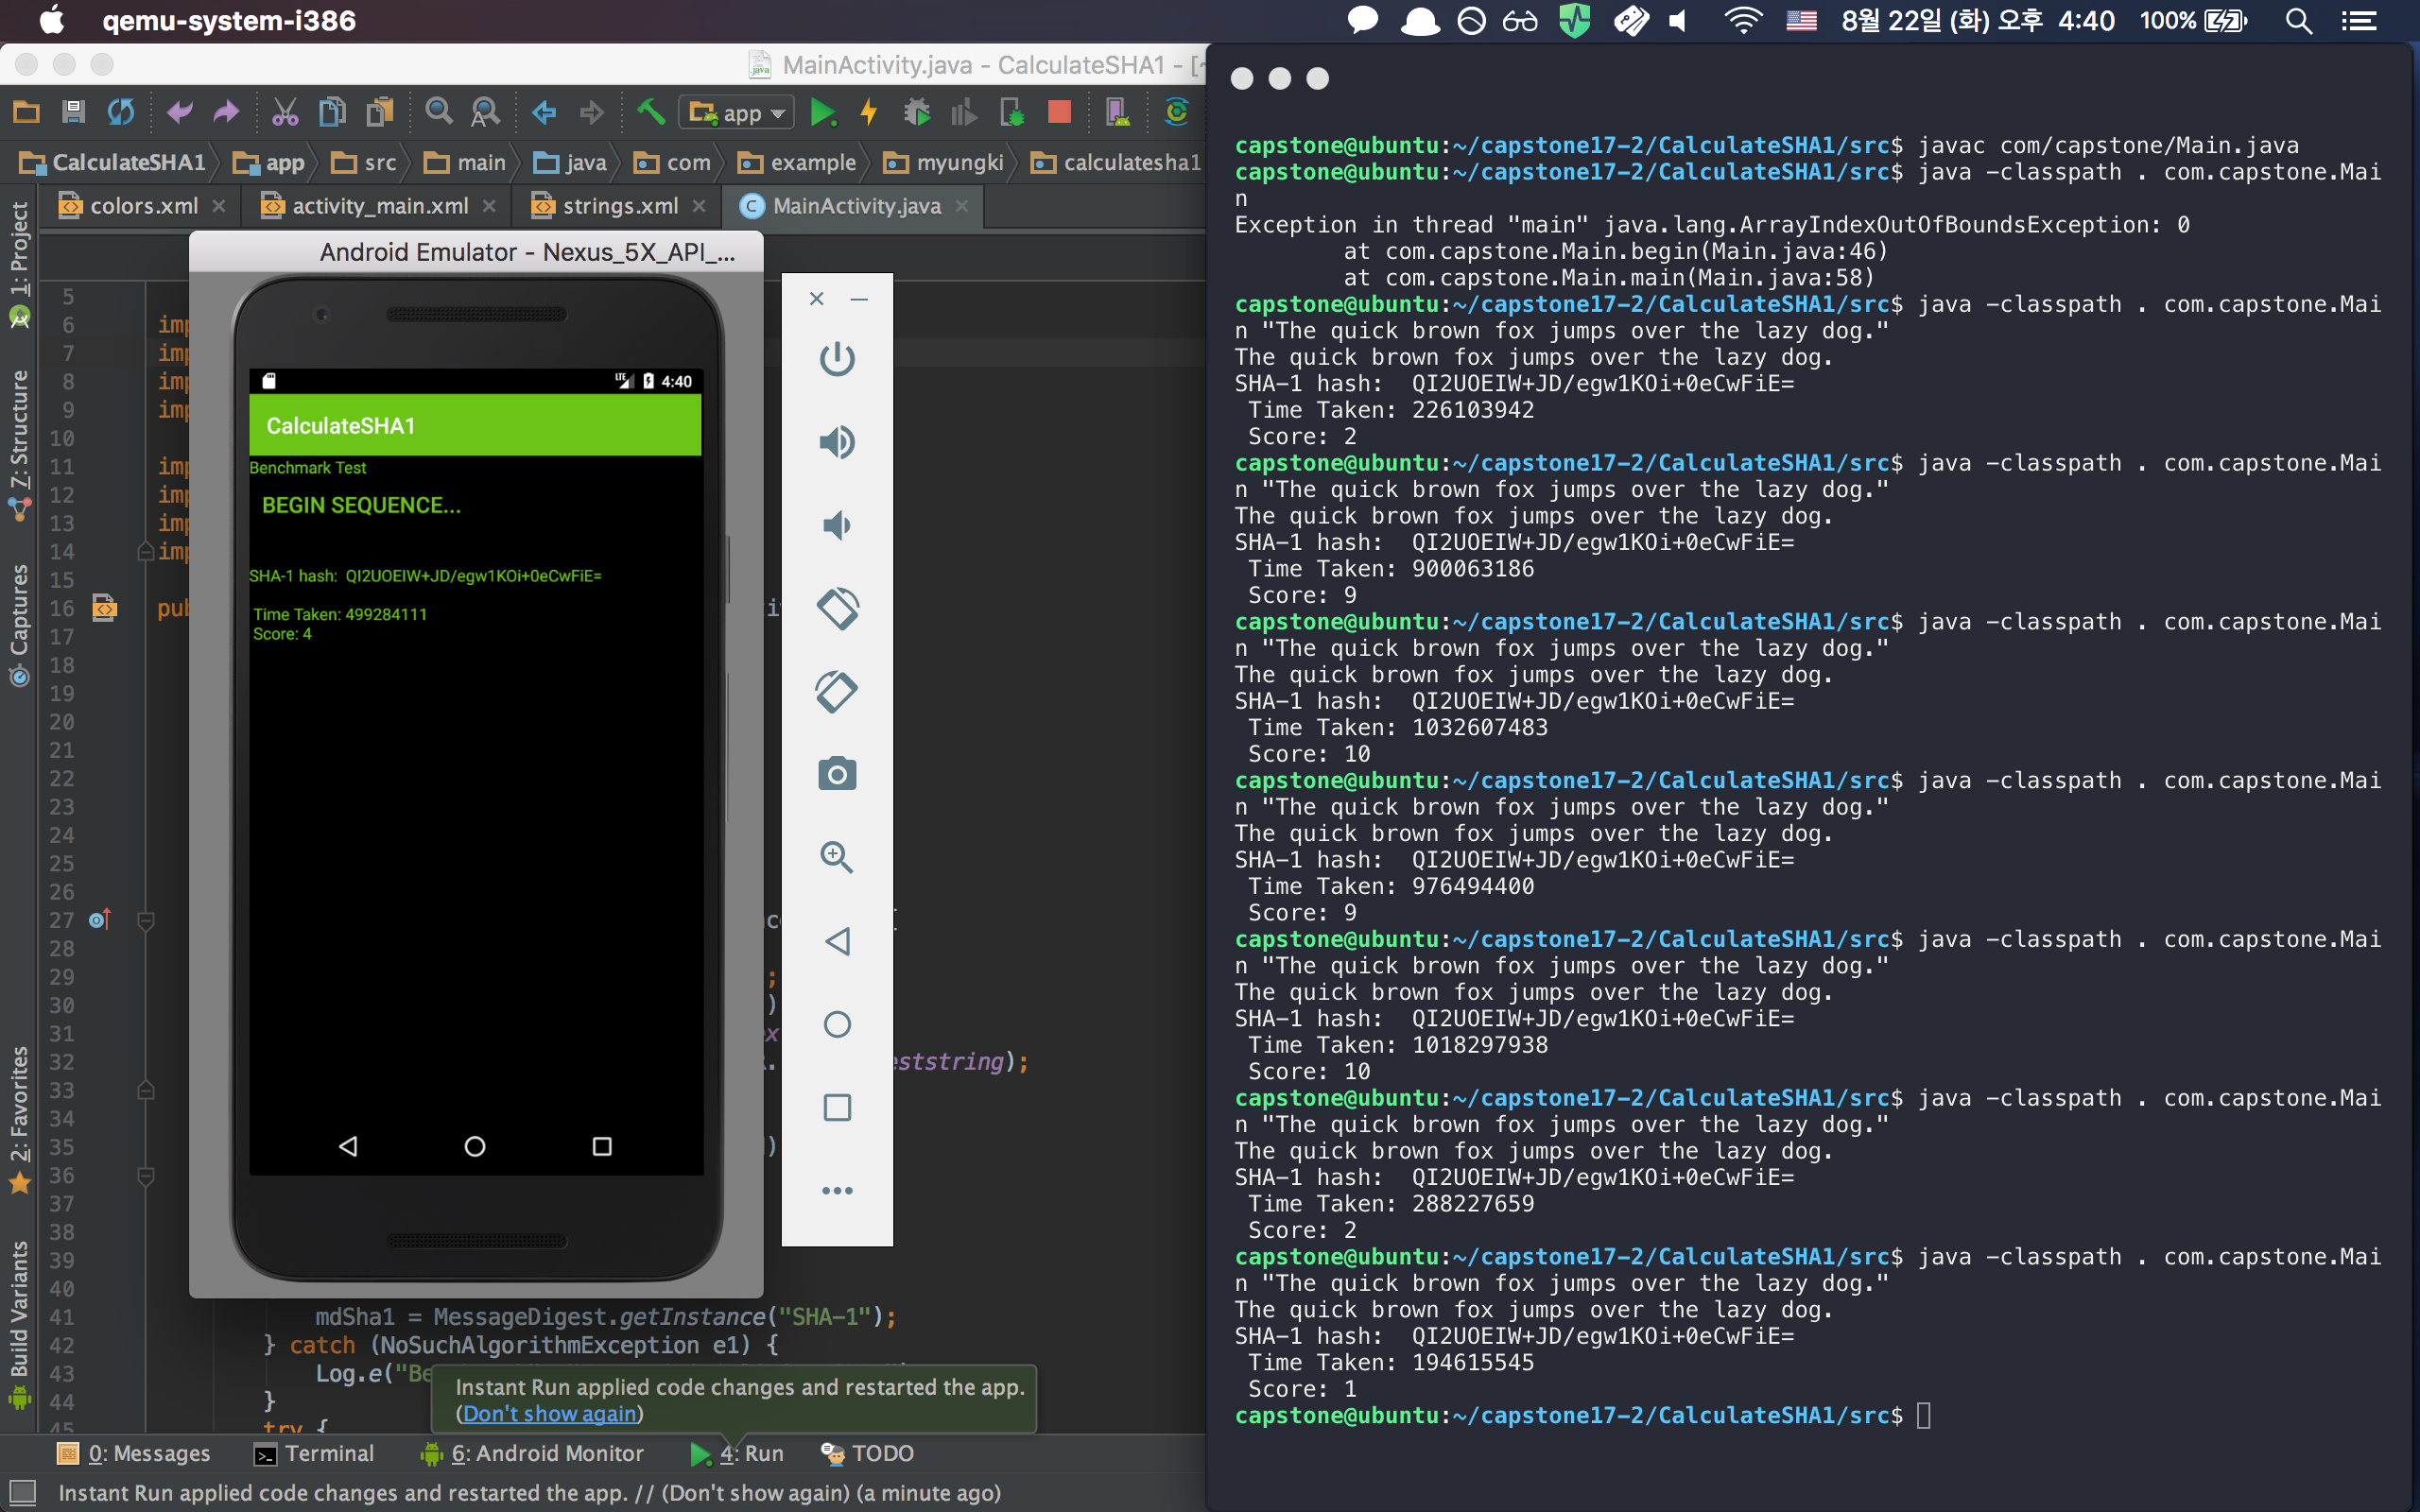 qemu-system-i386
8월 22일 (화) 오후 4:40 100%
MainActivity.java - CalculateSHA1 - [~
app
CalculateSHA1 app src main java com example myungki calculatesha1
colors.xml activity_main.xml strings.xml MainActivity.java
1: Project
7: Structure
Captures
2: Favorites
Build Variants
Android Emulator - Nexus_5X_API_...
LTE 4:40
CalculateSHA1
Benchmark Test
BEGIN SEQUENCE...
SHA-1 hash: QI2UOEIW+JD/egw1KOi+0eCwFiE=
Time Taken: 499284111
Score: 4
5
6 imp
7 imp
8 imp
9 imp
10
11 imp
12 imp
13 imp
14 imp
15
16 pub
17
18
19
20
21
22
23
24
25
26
27
28
29 ;
30 )
31
32 eststring);
33
34
35 )
36
37
38
39
40
41 mdSha1 = MessageDigest.getInstance("SHA-1");
42 } catch (NoSuchAlgorithmException e1) {
43 Log.e("Be
44 }
45 try {
Instant Run applied code changes and restarted the app.
(Don't show again)
0: Messages Terminal 6: Android Monitor 4: Run TODO
Instant Run applied code changes and restarted the app. // (Don't show again) (a minute ago)
capstone@ubuntu:~/capstone17-2/CalculateSHA1/src$ javac com/capstone/Main.java
capstone@ubuntu:~/capstone17-2/CalculateSHA1/src$ java -classpath . com.capstone.Mai
n
Exception in thread "main" java.lang.ArrayIndexOutOfBoundsException: 0
at com.capstone.Main.begin(Main.java:46)
at com.capstone.Main.main(Main.java:58)
capstone@ubuntu:~/capstone17-2/CalculateSHA1/src$ java -classpath . com.capstone.Mai
n "The quick brown fox jumps over the lazy dog."
The quick brown fox jumps over the lazy dog.
SHA-1 hash: QI2UOEIW+JD/egw1KOi+0eCwFiE=
Time Taken: 226103942
Score: 2
capstone@ubuntu:~/capstone17-2/CalculateSHA1/src$ java -classpath . com.capstone.Mai
n "The quick brown fox jumps over the lazy dog."
The quick brown fox jumps over the lazy dog.
SHA-1 hash: QI2UOEIW+JD/egw1KOi+0eCwFiE=
Time Taken: 900063186
Score: 9
capstone@ubuntu:~/capstone17-2/CalculateSHA1/src$ java -classpath . com.capstone.Mai
n "The quick brown fox jumps over the lazy dog."
The quick brown fox jumps over the lazy dog.
SHA-1 hash: QI2UOEIW+JD/egw1KOi+0eCwFiE=
Time Taken: 1032607483
Score: 10
capstone@ubuntu:~/capstone17-2/CalculateSHA1/src$ java -classpath . com.capstone.Mai
n "The quick brown fox jumps over the lazy dog."
The quick brown fox jumps over the lazy dog.
SHA-1 hash: QI2UOEIW+JD/egw1KOi+0eCwFiE=
Time Taken: 976494400
Score: 9
capstone@ubuntu:~/capstone17-2/CalculateSHA1/src$ java -classpath . com.capstone.Mai
n "The quick brown fox jumps over the lazy dog."
The quick brown fox jumps over the lazy dog.
SHA-1 hash: QI2UOEIW+JD/egw1KOi+0eCwFiE=
Time Taken: 1018297938
Score: 10
capstone@ubuntu:~/capstone17-2/CalculateSHA1/src$ java -classpath . com.capstone.Mai
n "The quick brown fox jumps over the lazy dog."
The quick brown fox jumps over the lazy dog.
SHA-1 hash: QI2UOEIW+JD/egw1KOi+0eCwFiE=
Time Taken: 288227659
Score: 2
capstone@ubuntu:~/capstone17-2/CalculateSHA1/src$ java -classpath . com.capstone.Mai
n "The quick brown fox jumps over the lazy dog."
The quick brown fox jumps over the lazy dog.
SHA-1 hash: QI2UOEIW+JD/egw1KOi+0eCwFiE=
Time Taken: 194615545
Score: 1
capstone@ubuntu:~/capstone17-2/CalculateSHA1/src$